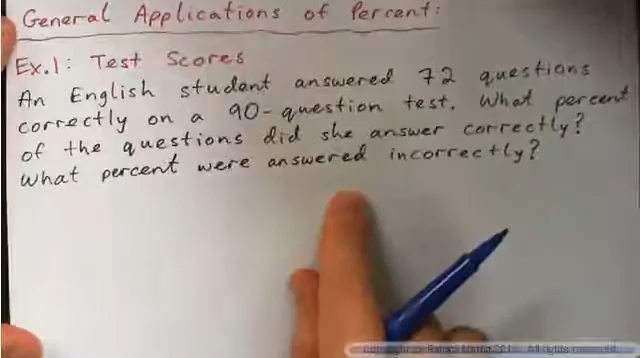 General Applications of Percent:
Ex.1: Test Scores
An English student answered 72 questions
correctly on a 90-question test. What percent
of the questions did she answer correctly?
What percent were answered incorrectly?